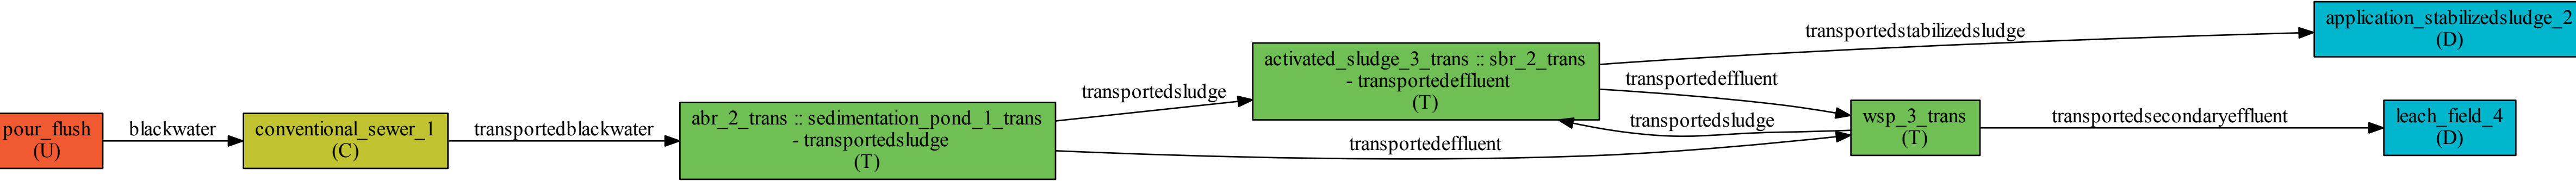 pour_flush
(U)
blackwater
conventional_sewer_1
(C)
transportedblackwater
abr_2_trans :: sedimentation_pond_1_trans
- transportedsludge
(T)
transportedsludge
transportedeffluent
activated_sludge_3_trans :: sbr_2_trans
- transportedeffluent
(T)
transportedstabilizedsludge
transportedeffluent
transportedsludge
wsp_3_trans
(T)
transportedsecondaryeffluent
application_stabilizedsludge_2
(D)
leach_field_4
(D)